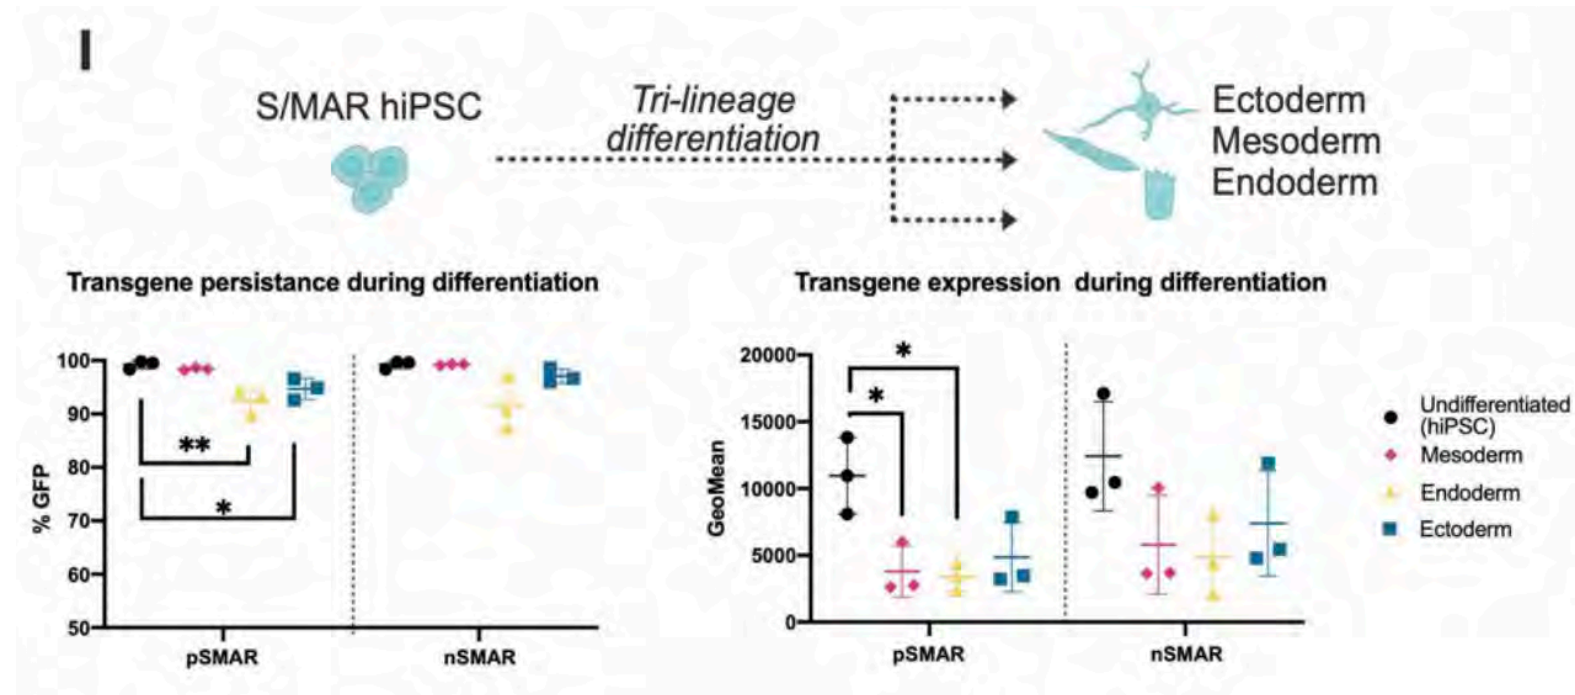 I
S/MAR hiPSC
Tri-lineage
differentiation
Ectoderm
Mesoderm
Endoderm
Transgene persistance during differentiation
% GFP
100
90
80
70
60
50
**
*
pSMAR
nSMAR
Transgene expression during differentiation
GeoMean
20000
15000
10000
5000
0
*
*
pSMAR
nSMAR
Undifferentiated
(hiPSC)
Mesoderm
Endoderm
Ectoderm